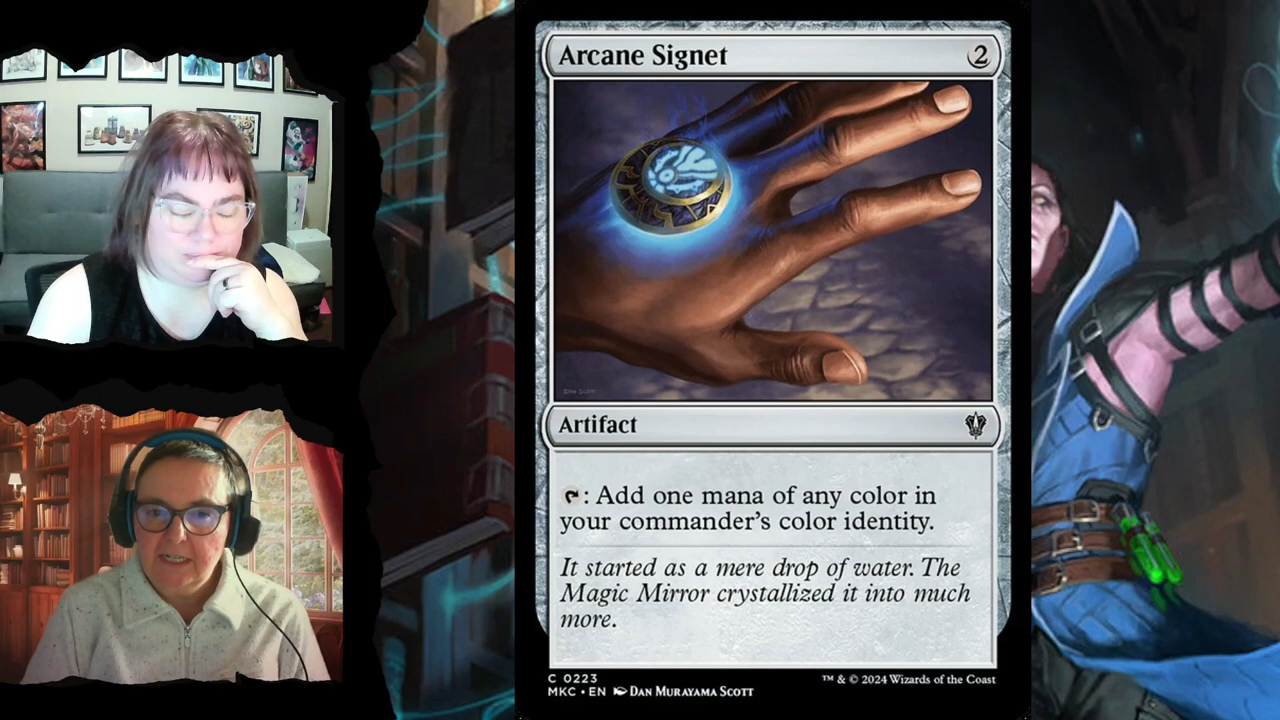 Arcane Signet 2
Artifact
: Add one mana of any color in
your commander's color identity.
It started as a mere drop of water. The
Magic Mirror crystallized it into much
more.
C 0223
MKC • EN Dan Murayama Scott
™ & © 2024 Wizards of the Coast